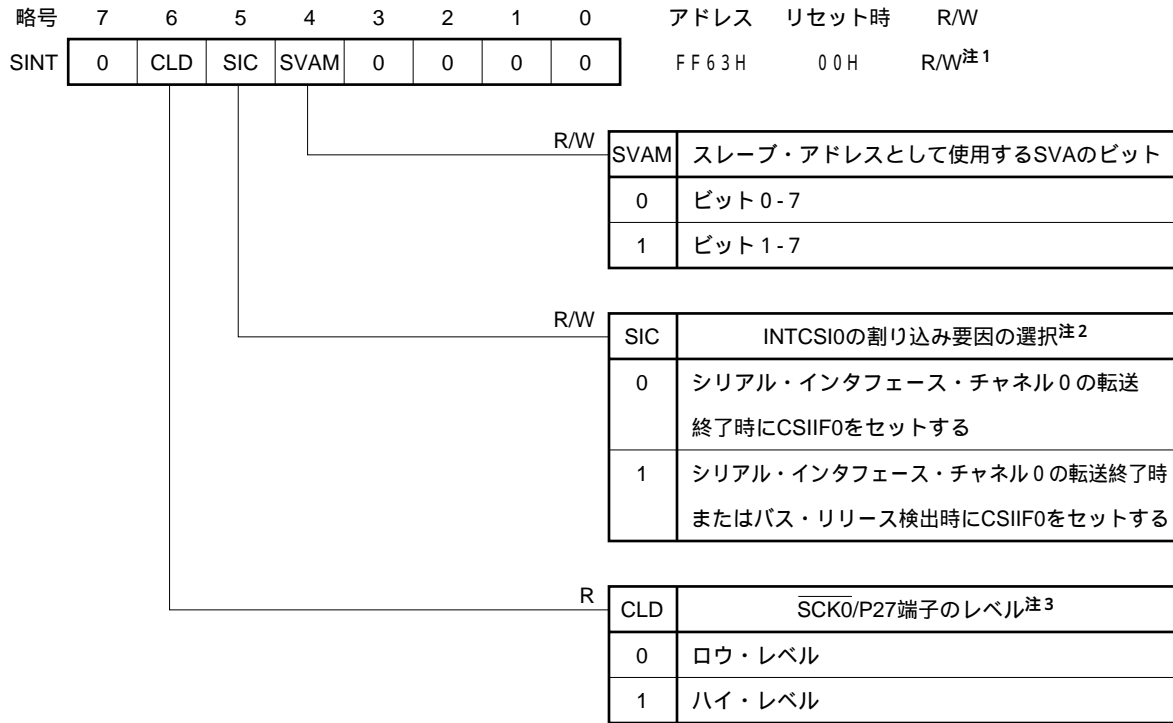 略号 7 6 5 4 3 2 1 0 アドレス リセット時 R/W
SINT 0 CLD SIC SVAM 0 0 0 0 FF63H 00H R/W注1
R/W
SVAM スレーブ・アドレスとして使用するSVAのビット
0 ビット0-7
1 ビット1-7
R/W
SIC INTCSI0の割り込み要因の選択注2
0 シリアル・インタフェース・チャネル0の転送
終了時にCSIIF0をセットする
1 シリアル・インタフェース・チャネル0の転送終了時
またはバス・リリース検出時にCSIIF0をセットする
R
CLD S̅C̅K̅0̅/P27端子のレベル注3
0 ロウ・レベル
1 ハイ・レベル